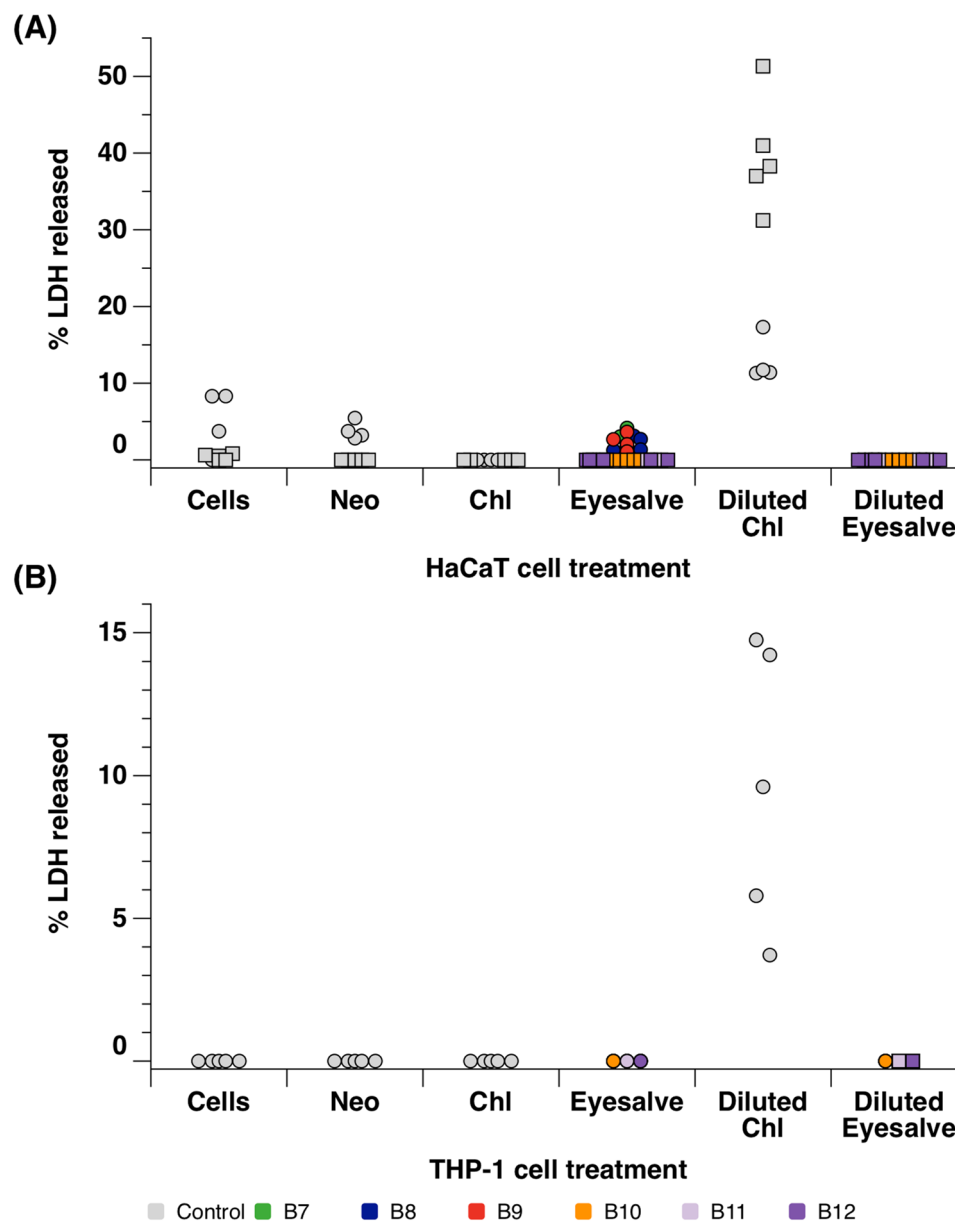 (A)
% LDH released
50
40
30
20
10
0
Cells Neo Chl Eyesalve Diluted Chl Diluted Eyesalve
HaCaT cell treatment
(B)
% LDH released
15
10
5
0
Cells Neo Chl Eyesalve Diluted Chl Diluted Eyesalve
THP-1 cell treatment
Control B7 B8 B9 B10 B11 B12